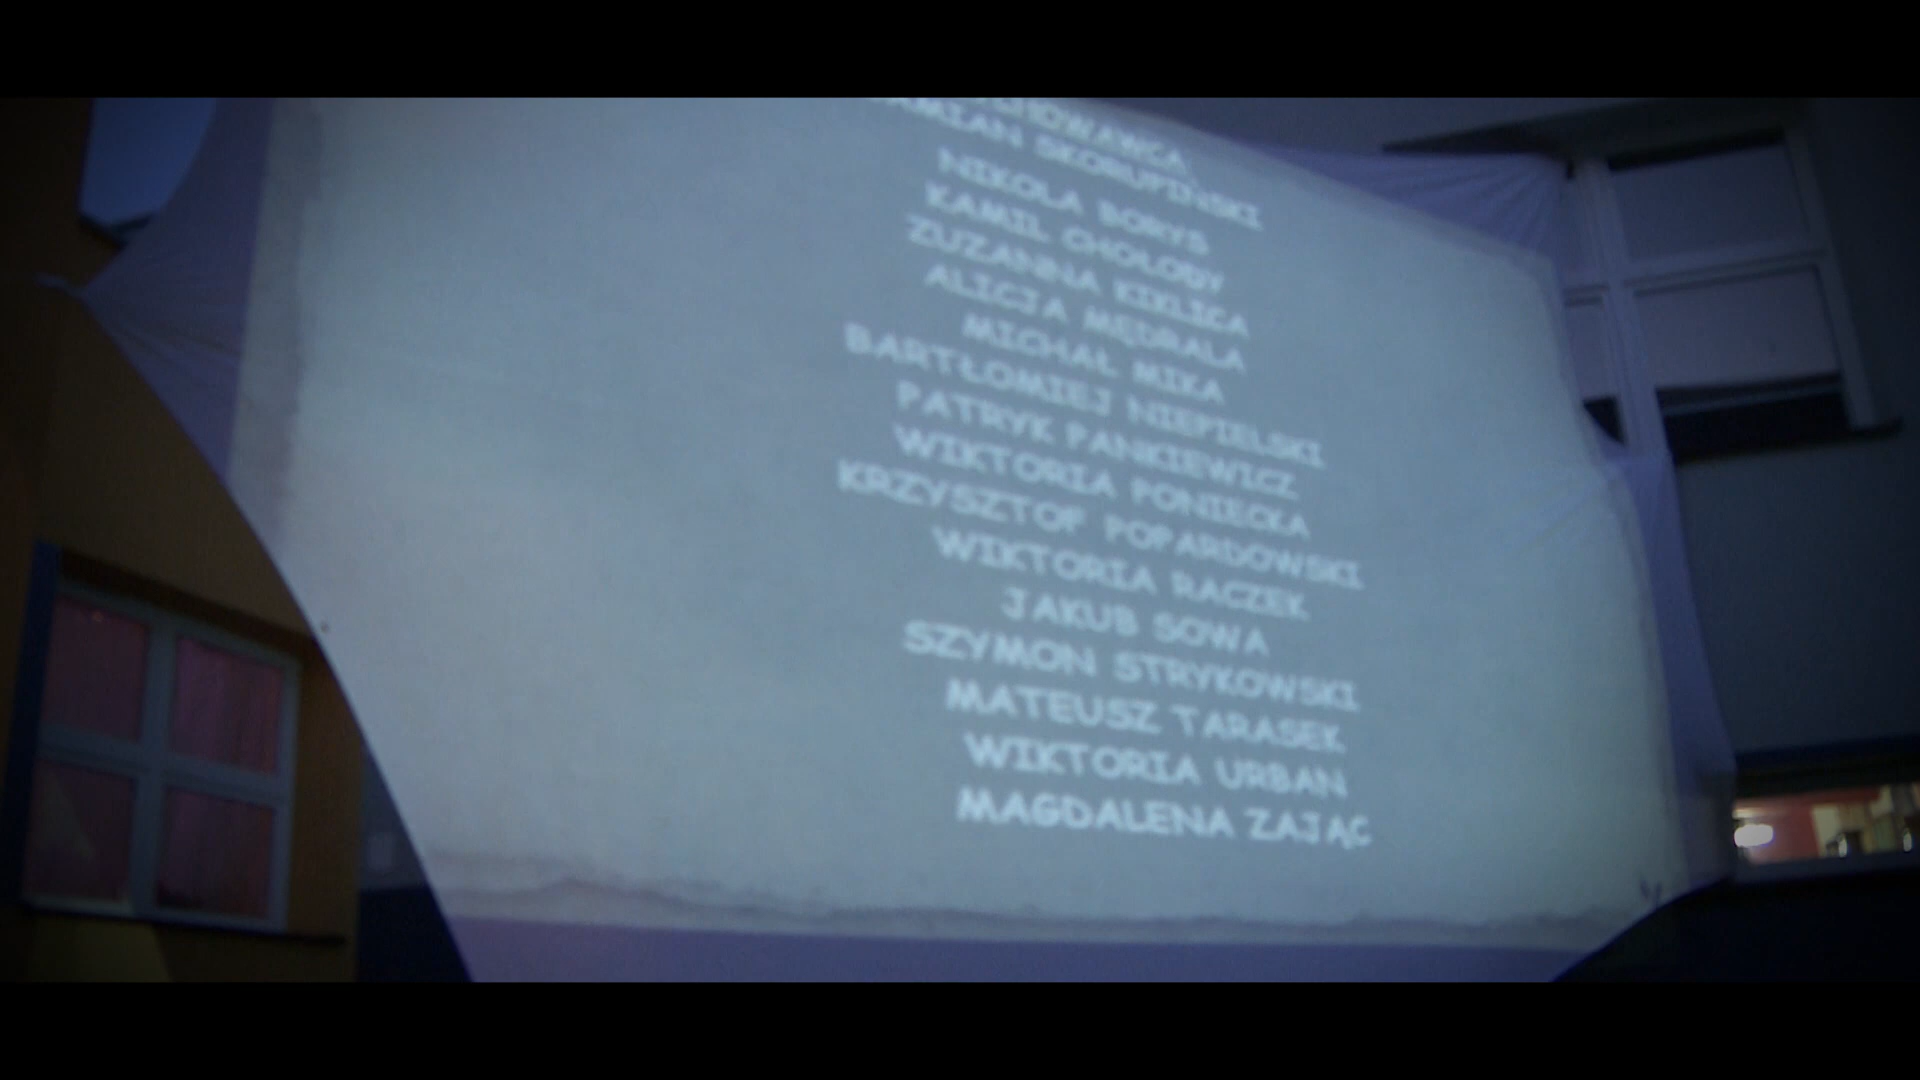 SKORUPIŃSKI
NIKOLA BORYS
KAMIL CHOŁODY
ZUZANNA KIKLICA
ALICJA MĘDRALA
MICHAŁ MIKA
BARTŁOMIEJ NIEPIELSKI
PATRYK PANKIEWICZ
WIKTORIA PONIECKA
KRZYSZTOF POPARDOWSKI
WIKTORIA RACZEK
JAKUB SOWA
SZYMON STRYKOWSKI
MATEUSZ TARASEK
WIKTORIA URBAN
MAGDALENA ZAJĄC